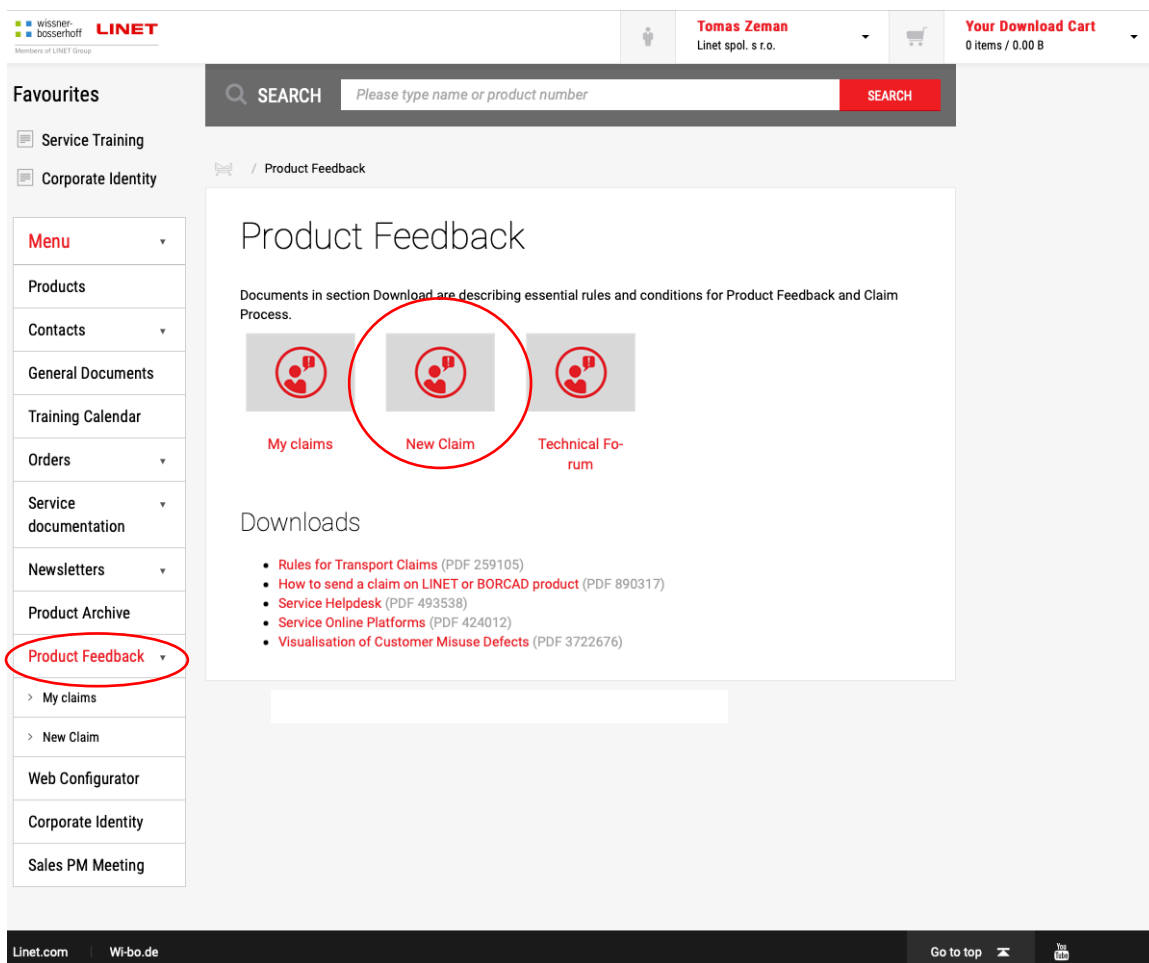 wissner-
bosserhoff LINET
Members of LINET Group
Tomas Zeman
Linet spol. s r.o.
Your Download Cart
0 items / 0.00 B
Favourites
Service Training
Corporate Identity
SEARCH Please type name or product number SEARCH
/ Product Feedback
Menu
Products
Contacts
General Documents
Training Calendar
Orders
Service
documentation
Newsletters
Product Archive
Product Feedback
> My claims
> New Claim
Web Configurator
Corporate Identity
Sales PM Meeting
Product Feedback
Documents in section Download are describing essential rules and conditions for Product Feedback and Claim
Process.
My claims
New Claim
Technical Fo-
rum
Downloads
• Rules for Transport Claims (PDF 259105)
• How to send a claim on LINET or BORCAD product (PDF 890317)
• Service Helpdesk (PDF 493538)
• Service Online Platforms (PDF 424012)
• Visualisation of Customer Misuse Defects (PDF 3722676)
Linet.com Wi-bo.de
Go to top
You
Tube